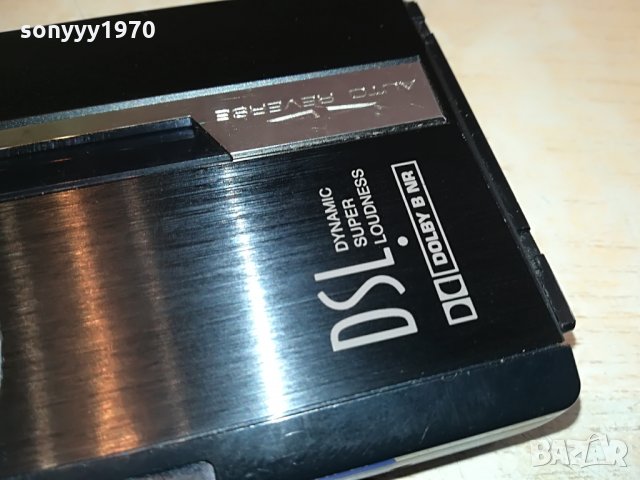 sonyyy1970
AUTO
REVERSE
DSL.
DYNAMIC
SUPER
LOUDNESS
DOLBY B NR
BAZAR